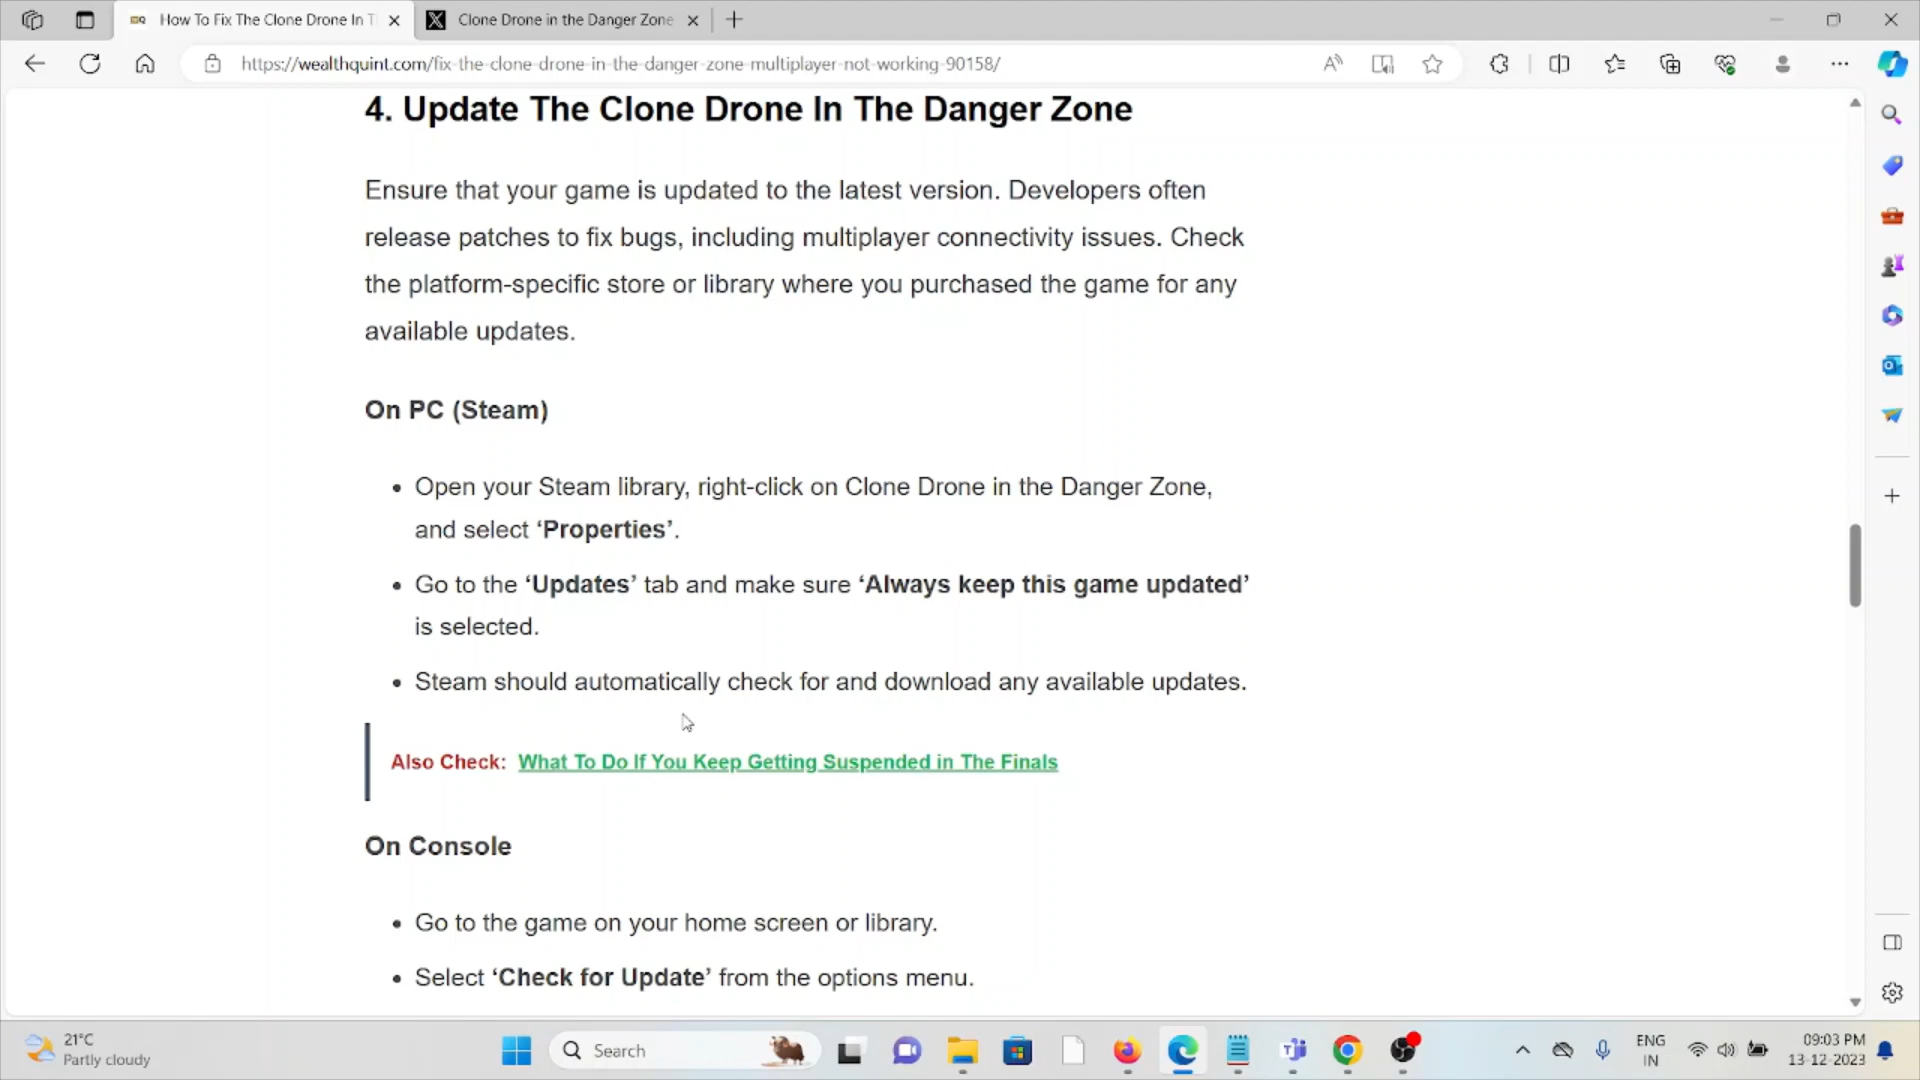 How To Fix The Clone Drone In T
Clone Drone in the Danger Zone
https://wealthquint.com/fix-the-clone-drone-in-the-danger-zone-multiplayer-not-working-90158/
4. Update The Clone Drone In The Danger Zone
Ensure that your game is updated to the latest version. Developers often
release patches to fix bugs, including multiplayer connectivity issues. Check
the platform-specific store or library where you purchased the game for any
available updates.
On PC (Steam)
• Open your Steam library, right-click on Clone Drone in the Danger Zone,
and select ‘Properties’.
• Go to the ‘Updates’ tab and make sure ‘Always keep this game updated’
is selected.
• Steam should automatically check for and download any available updates.
Also Check: What To Do If You Keep Getting Suspended in The Finals
On Console
• Go to the game on your home screen or library.
• Select ‘Check for Update’ from the options menu.
21°C
Partly cloudy
Search
ENG
IN
09:03 PM
13-12-2023